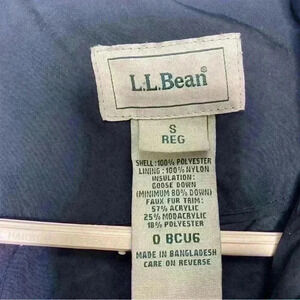 L.L.Bean®
S
REG
SHELL: 100% POLYESTER
LINING: 100% NYLON
INSULATION:
GOOSE DOWN
(MINIMUM 80% DOWN)
FAUX FUR TRIM:
57% ACRYLIC
25% MODACRYLIC
18% POLYESTER
0 BCU6
MADE IN BANGLADESH
CARE ON REVERSE